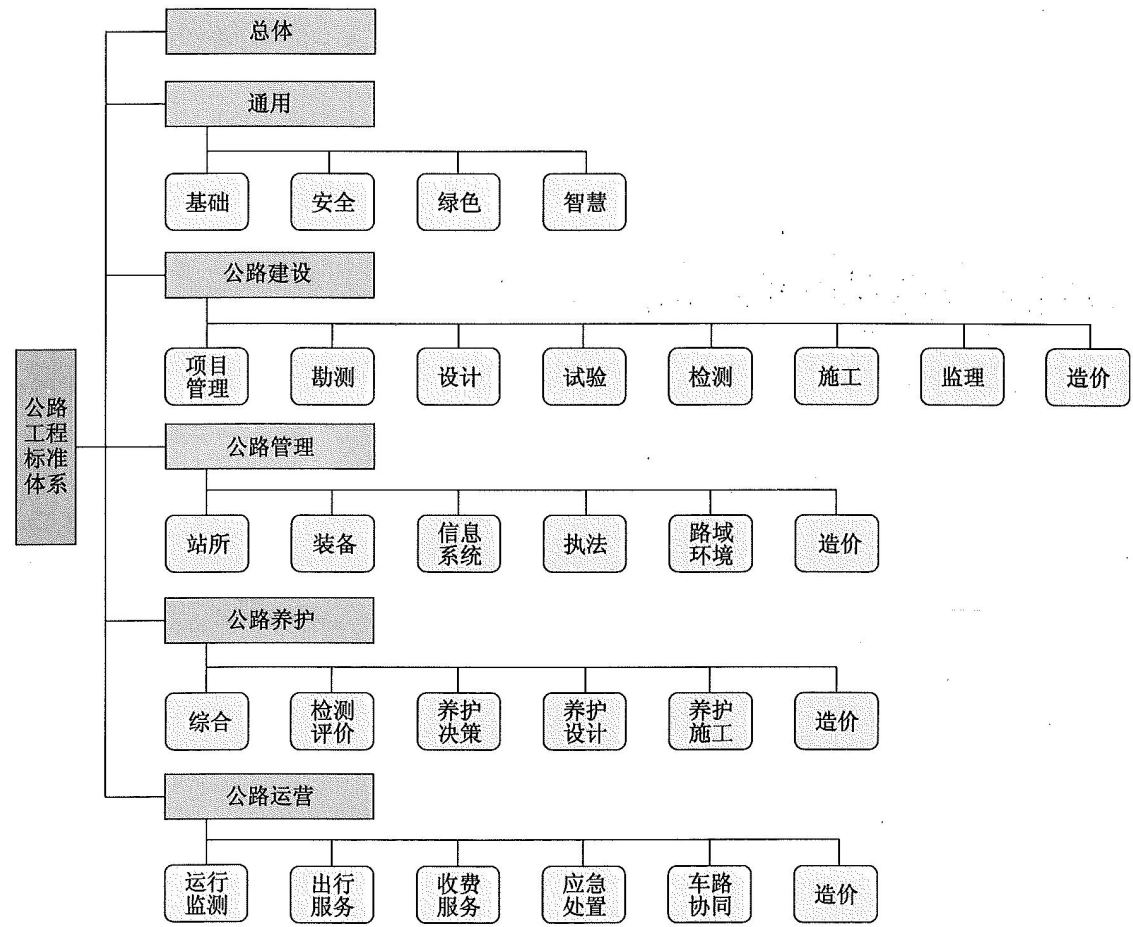 总体
通用
基础
安全
绿色
智慧
公路建设
项目
管理
勘测
设计
试验
检测
施工
监理
造价
公路
工程
标准
体系
公路管理
站所
装备
信息
系统
执法
路域
环境
造价
公路养护
综合
检测
评价
养护
决策
养护
设计
养护
施工
造价
公路运营
运行
监测
出行
服务
收费
服务
应急
处置
车路
协同
造价